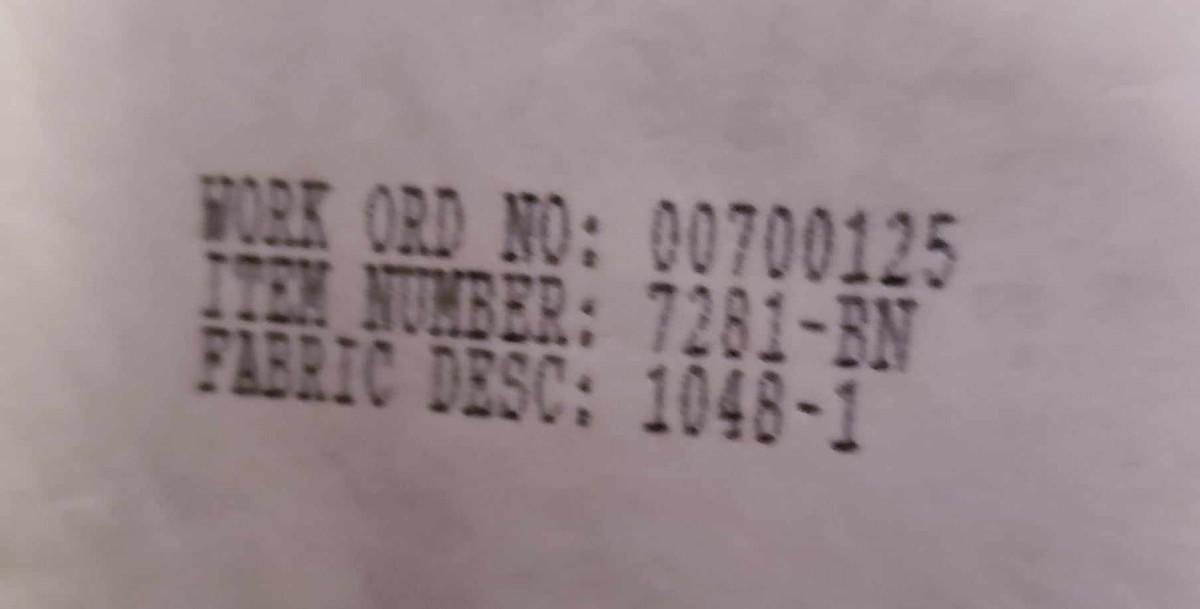 WORK ORD NO: 00700125
ITEM NUMBER: 7281-BN
FABRIC DESC: 1048-1